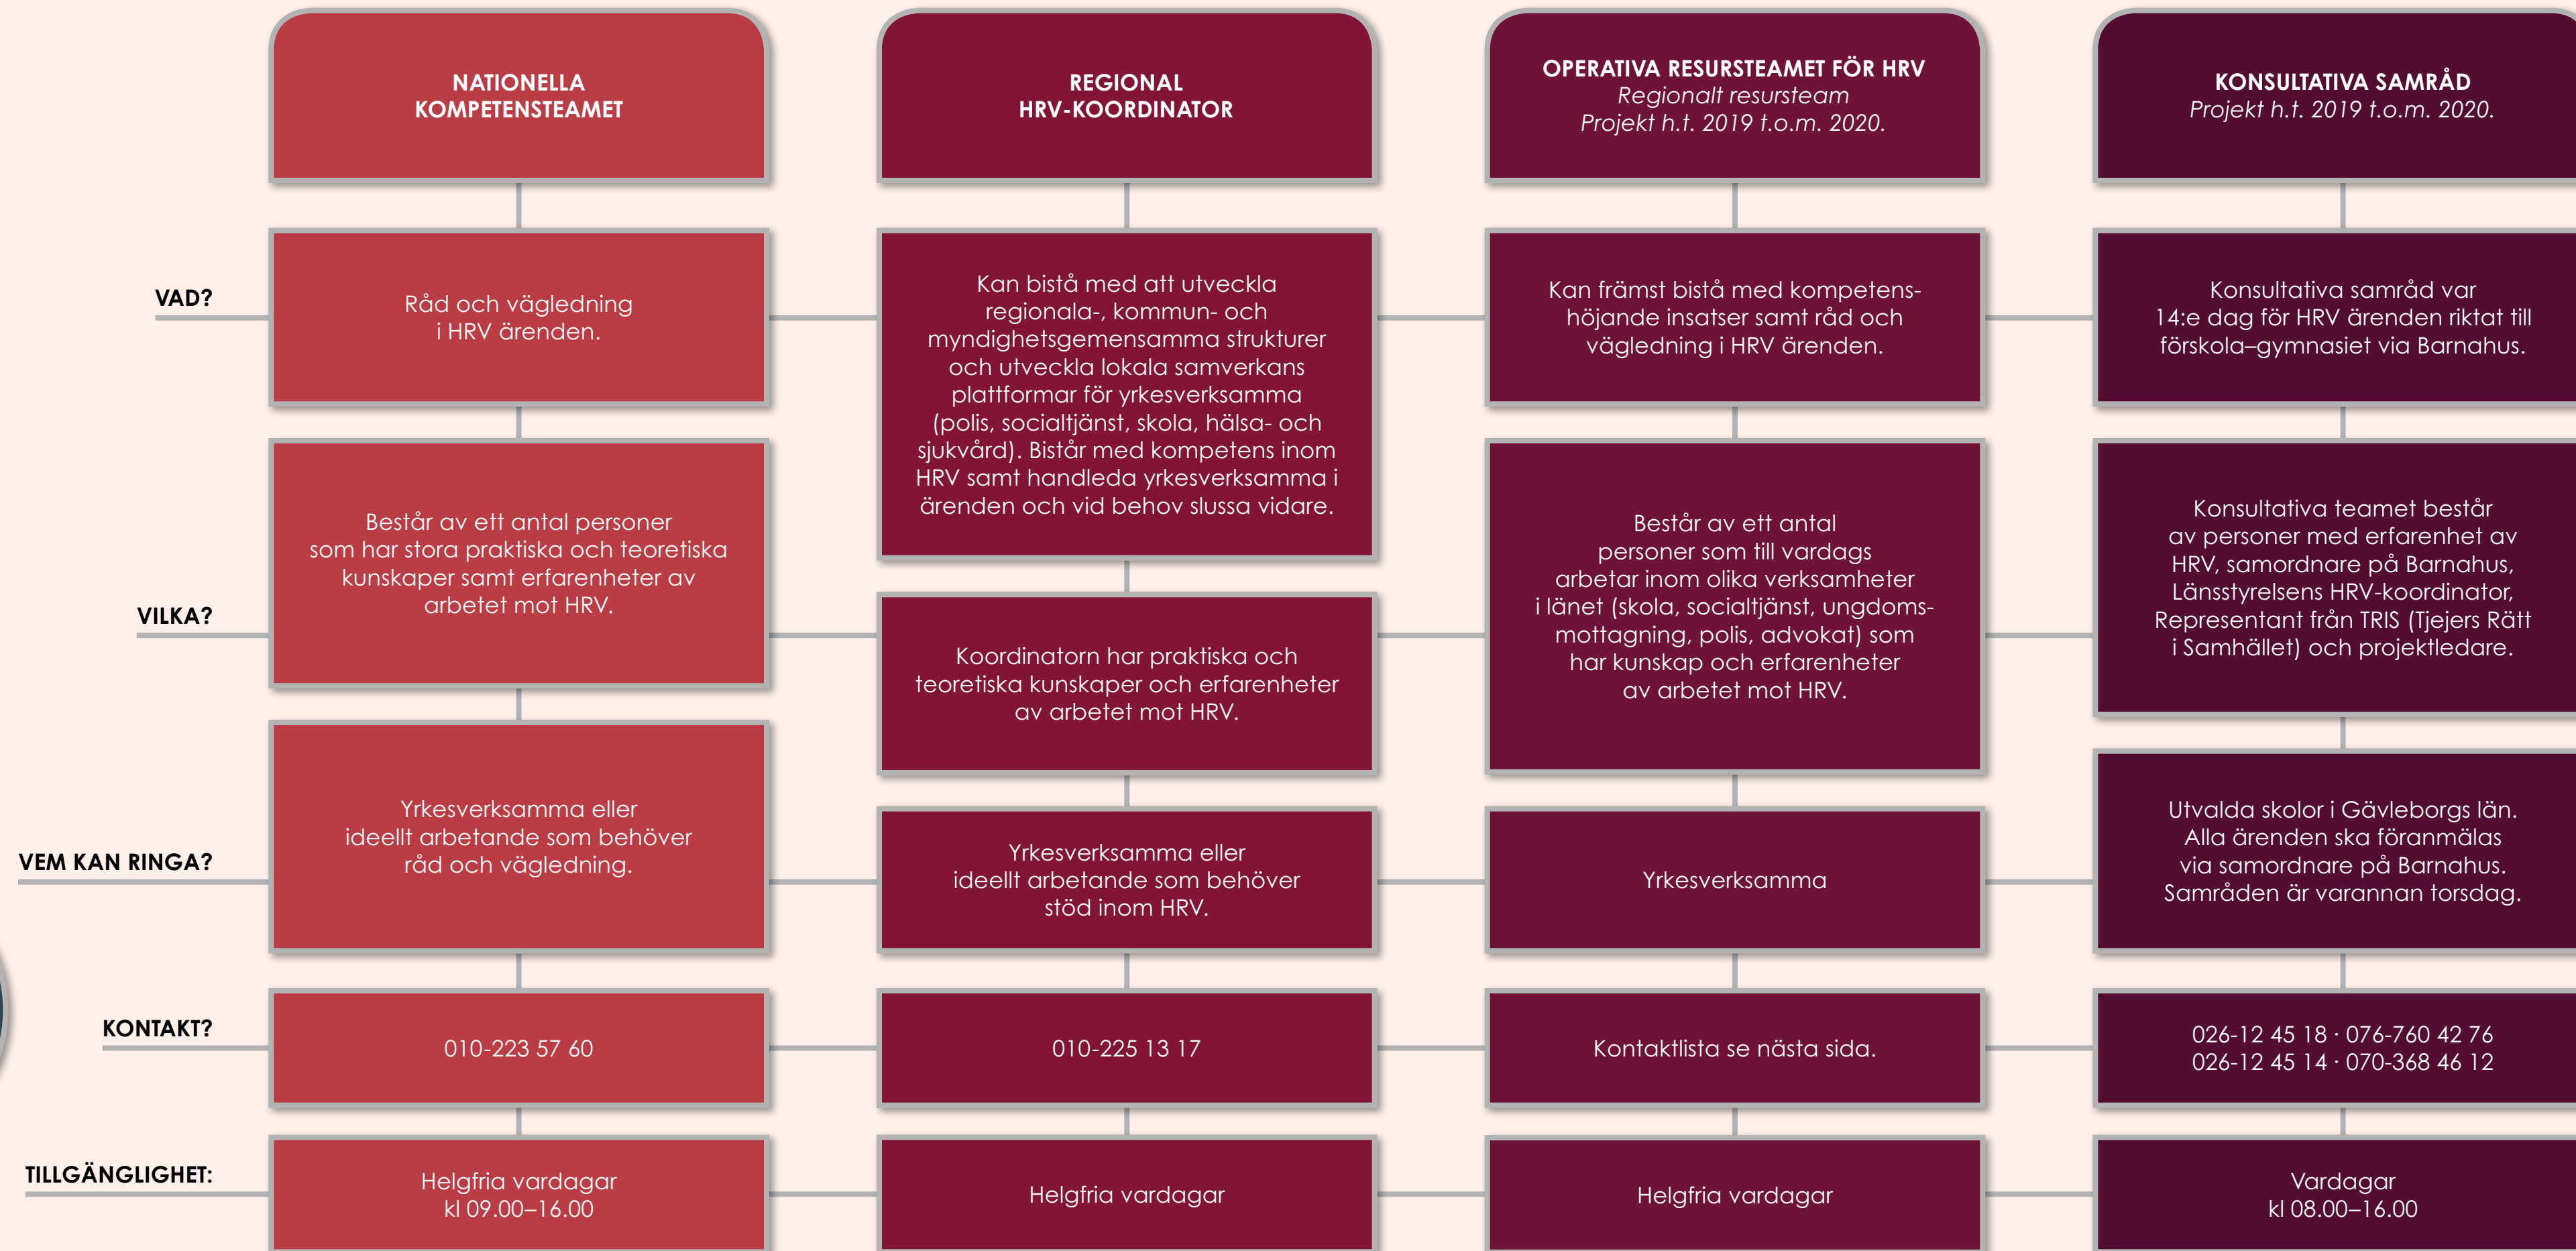 NATIONELLA
KOMPETENSTEAMET
REGIONAL
HRV-KOORDINATOR
OPERATIVA RESURSTEAMET FÖR HRV
Regionalt resursteam
Projekt h.t. 2019 t.o.m. 2020.
KONSULTATIVA SAMRÅD
Projekt h.t. 2019 t.o.m. 2020.
VAD?
Råd och vägledning
i HRV ärenden.
Kan bistå med att utveckla
regionala-, kommun- och
myndighetsgemensamma strukturer
och utveckla lokala samverkans
plattformar för yrkesverksamma
(polis, socialtjänst, skola, hälsa- och
sjukvård). Bistår med kompetens inom
HRV samt handleda yrkesverksamma i
ärenden och vid behov slussa vidare.
Kan främst bistå med kompetens-
höjande insatser samt råd och
vägledning i HRV ärenden.
Konsultativa samråd var
14:e dag för HRV ärenden riktat till
förskola–gymnasiet via Barnahus.
VILKA?
Består av ett antal personer
som har stora praktiska och teoretiska
kunskaper samt erfarenheter av
arbetet mot HRV.
Koordinatorn har praktiska och
teoretiska kunskaper och erfarenheter
av arbetet mot HRV.
Består av ett antal
personer som till vardags
arbetar inom olika verksamheter
i länet (skola, socialtjänst, ungdoms-
mottagning, polis, advokat) som
har kunskap och erfarenheter
av arbetet mot HRV.
Konsultativa teamet består
av personer med erfarenhet av
HRV, samordnare på Barnahus,
Länsstyrelsens HRV-koordinator,
Representant från TRIS (Tjejers Rätt
i Samhället) och projektledare.
VEM KAN RINGA?
Yrkesverksamma eller
ideellt arbetande som behöver
råd och vägledning.
Yrkesverksamma eller
ideellt arbetande som behöver
stöd inom HRV.
Yrkesverksamma
Utvalda skolor i Gävleborgs län.
Alla ärenden ska föranmälas
via samordnare på Barnahus.
Samråden är varannan torsdag.
KONTAKT?
010-223 57 60
010-225 13 17
Kontaktlista se nästa sida.
026-12 45 18 · 076-760 42 76
026-12 45 14 · 070-368 46 12
TILLGÄNGLIGHET:
Helgfria vardagar
kl 09.00–16.00
Helgfria vardagar
Helgfria vardagar
Vardagar
kl 08.00–16.00